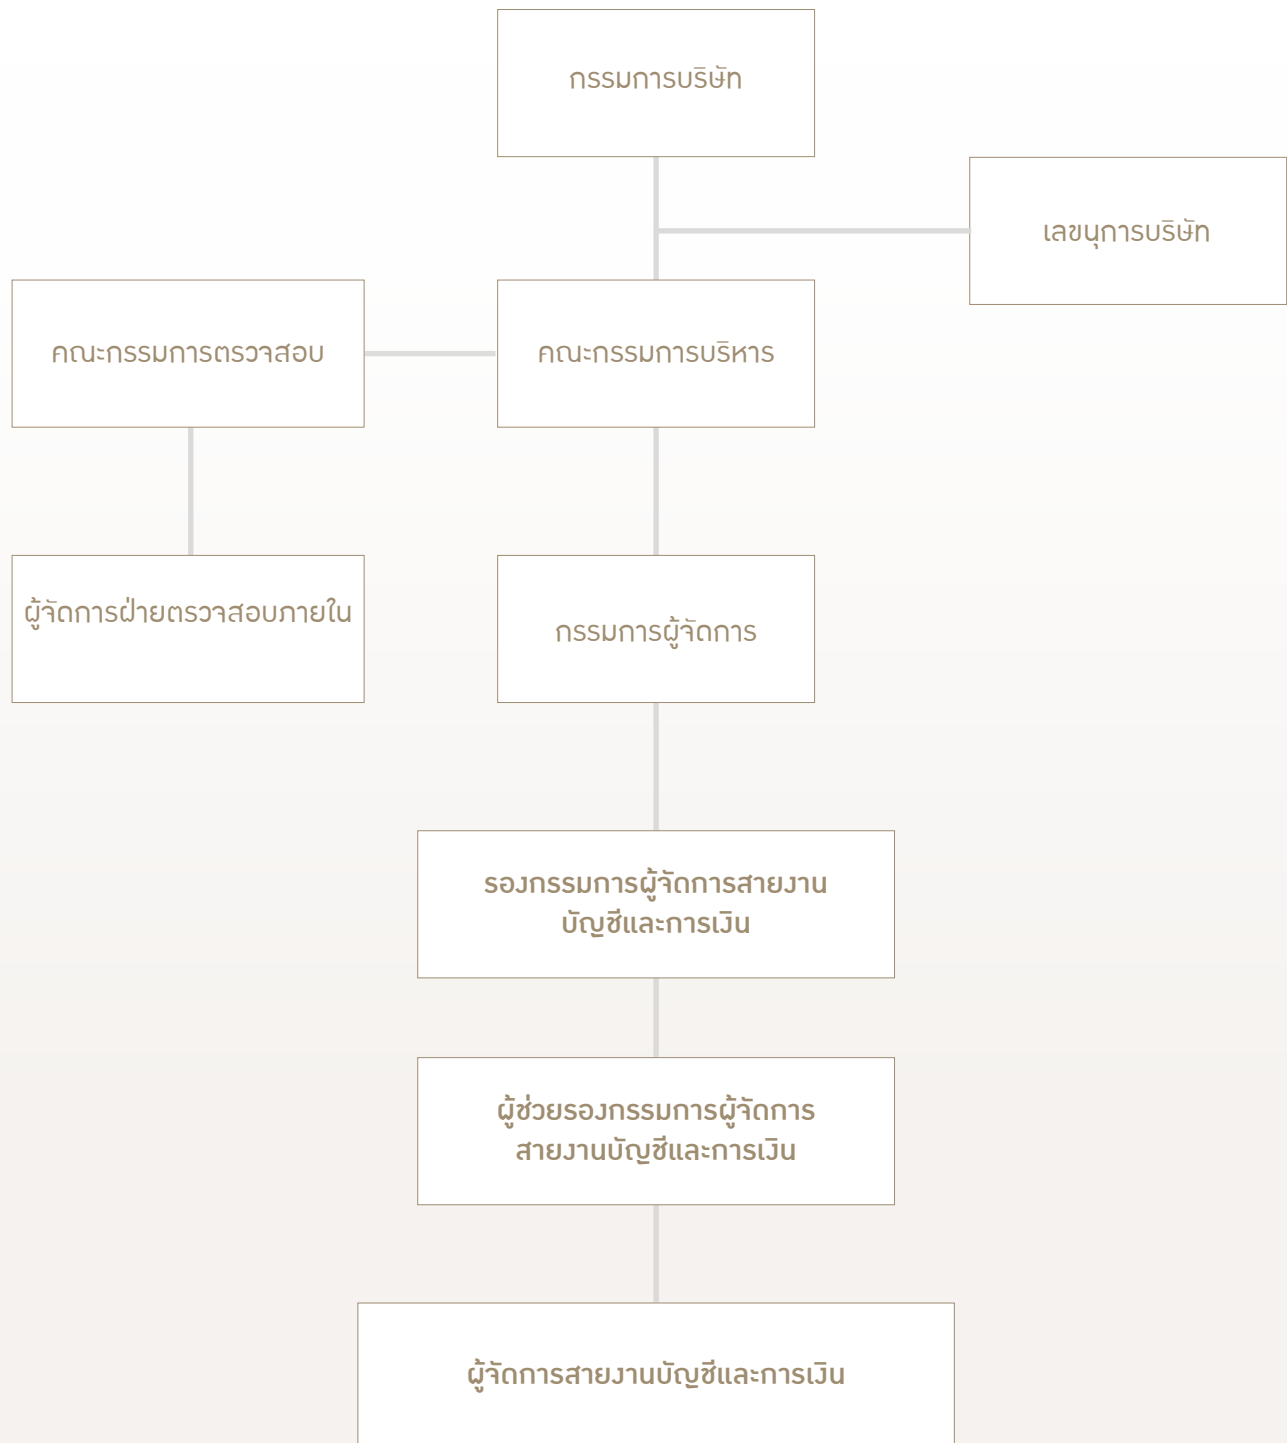 กรรมการบริษัท
เลขนุการบริษัท
คณะกรรมการตรวจสอบ
คณะกรรมการบริหาร
ผู้จัดการฝ่ายตรวจสอบภายใน
กรรมการผู้จัดการ
รองกรรมการผู้จัดการสายงาน
บัญชีและการเงิน
ผู้ช่วยรองกรรมการผู้จัดการ
สายงานบัญชีและการเงิน
ผู้จัดการสายงานบัญชีและการเงิน